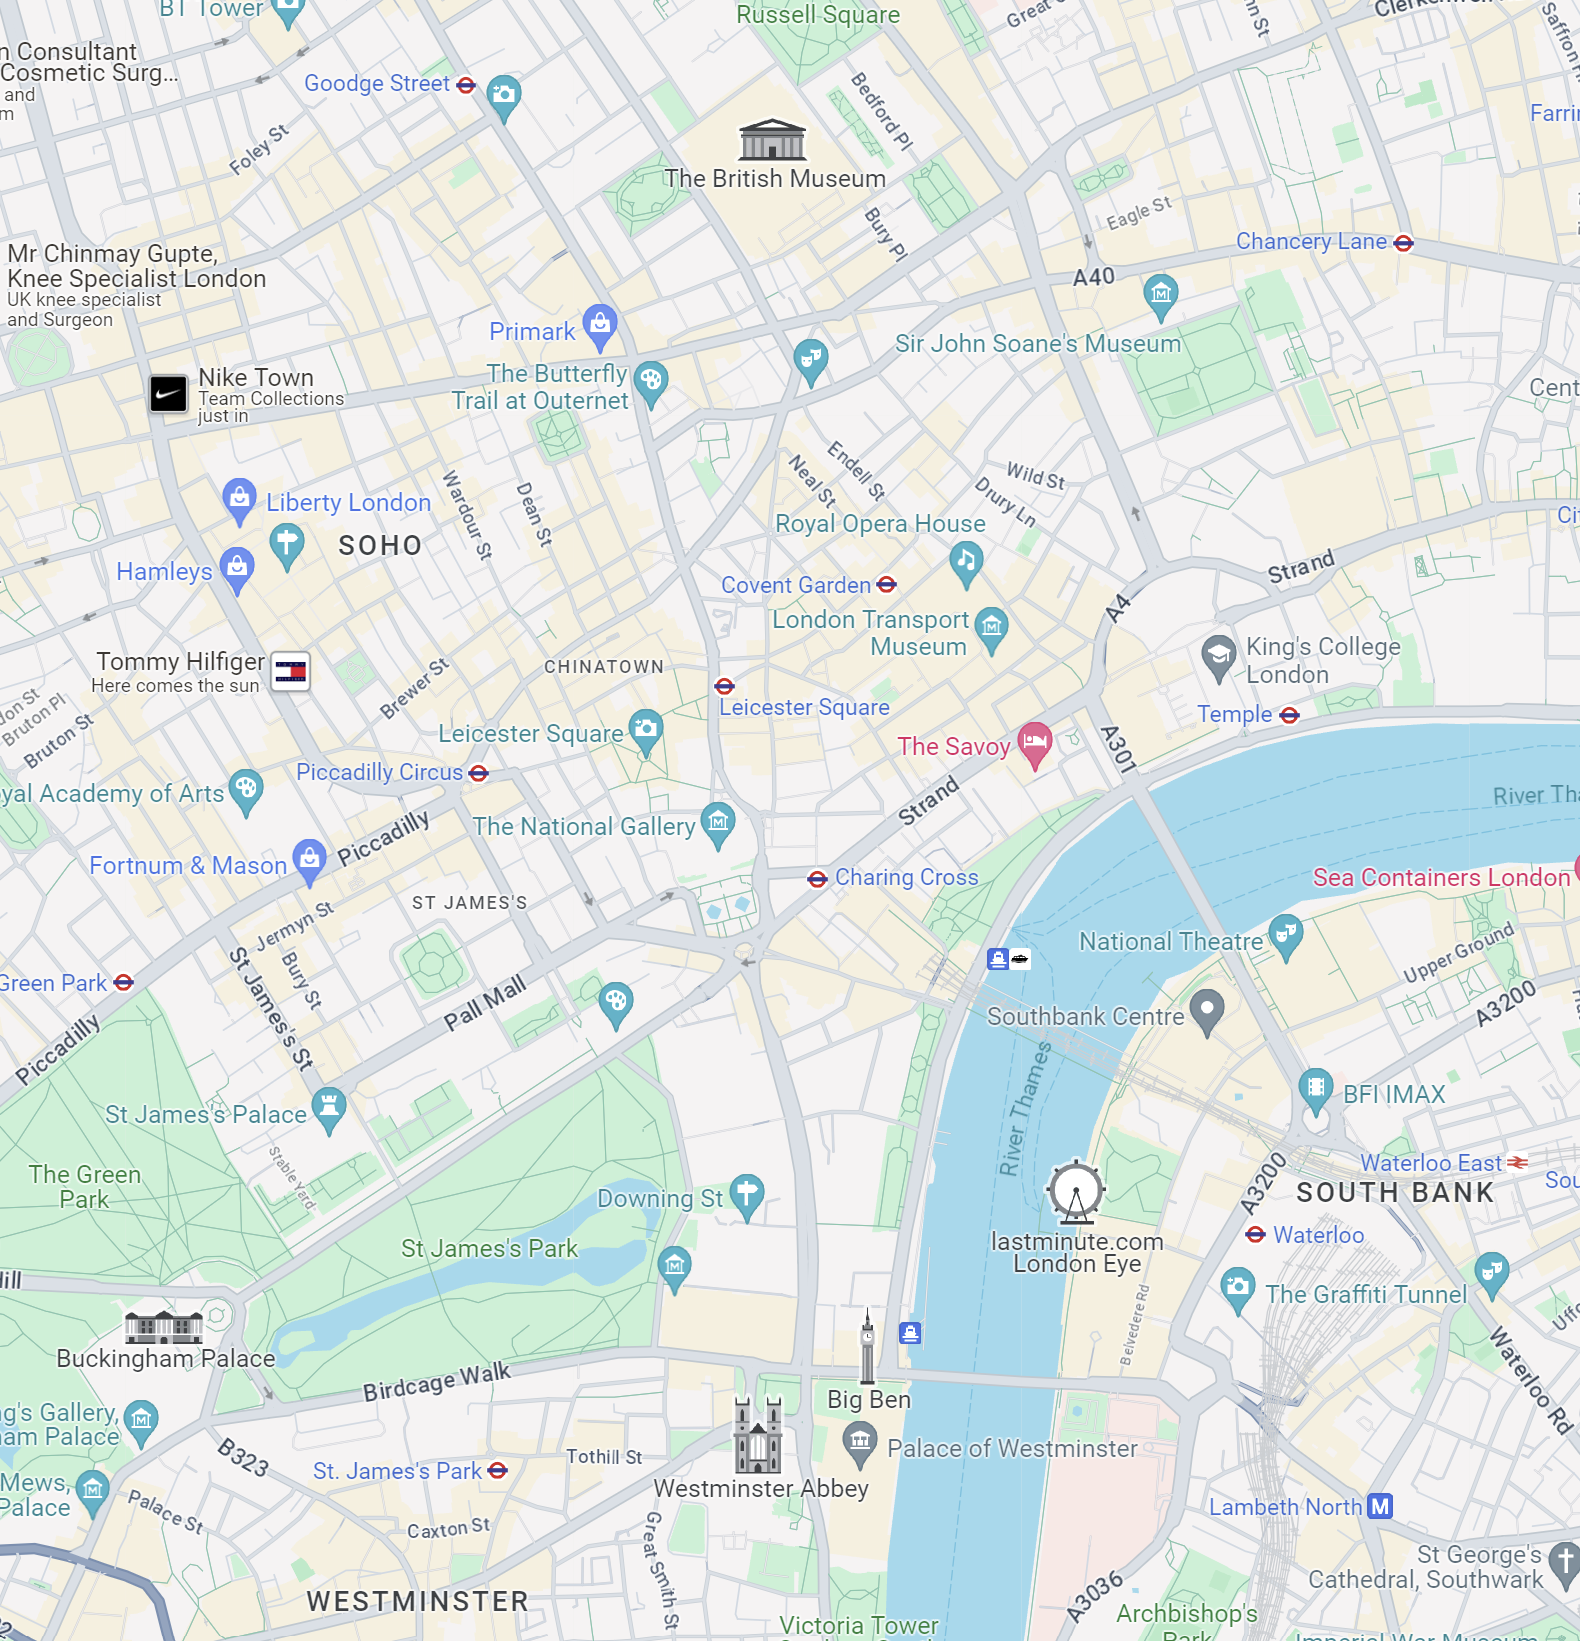 BT Tower
Russell Square
Great
Clerkenwell
Saffron
n Consultant
Cosmetic Surg...
and
m
Goodge Street
Bedford Pl
Farrin
Foley St
The British Museum
Eagle St
Bury Pl
Chancery Lane
Mr Chinmay Gupte,
Knee Specialist London
UK knee specialist
and Surgeon
A40
Primark
Sir John Soane's Museum
The Butterfly
Trail at Outernet
Nike Town
Team Collections
just in
Cent
Endell St
Neal St
Wild St
Drury Ln
Wardour St
Dean St
Liberty London
SOHO
Royal Opera House
Hamleys
Covent Garden
Strand
A4
London Transport
Museum
Tommy Hilfiger
Here comes the sun
CHINATOWN
King's College
London
Brewer St
don St
Bruton Pl
Bruton St
Leicester Square
Temple
Leicester Square
The Savoy
A301
Piccadilly Circus
yal Academy of Arts
Strand
River Tha
The National Gallery
Piccadilly
Fortnum & Mason
Charing Cross
Sea Containers London
ST JAMES'S
Jermyn St
National Theatre
Upper Ground
Bury St
St James's St
Green Park
Pall Mall
A3200
Southbank Centre
Piccadilly
River Thames
BFI IMAX
St James's Palace
Stable Yard
The Green
Park
Waterloo East
Sou
SOUTH BANK
A3200
Downing St
Waterloo
St James's Park
lastminute.com
London Eye
The Graffiti Tunnel
Belvedere Rd
Uffo
Buckingham Palace
Waterloo Rd
Birdcage Walk
Big Ben
g's Gallery,
ham Palace
B323
Tothill St
Palace of Westminster
St. James's Park
Mews,
Palace
Westminster Abbey
Palace St
Lambeth North
M
Caxton St
Great Smith St
St George's
Cathedral, Southwark
WESTMINSTER
A3036
Archbishop's
Park
Victoria Tower
Imperial War Museum